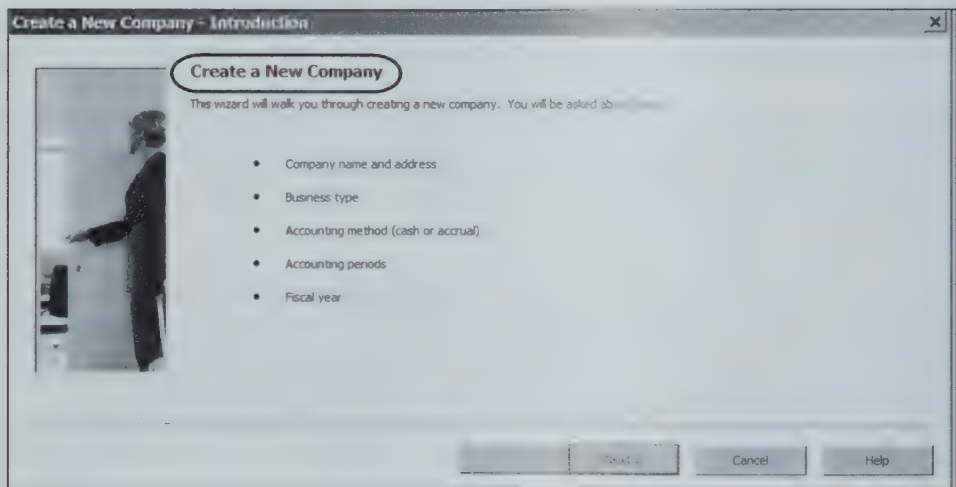 Create a New Company - Introduction
Create a New Company
This wizard will walk you through creating a new company. You will be asked
• Company name and address
• Business type
• Accounting method (cash or accrual)
• Accounting periods
• Fiscal year
Cancel
Help